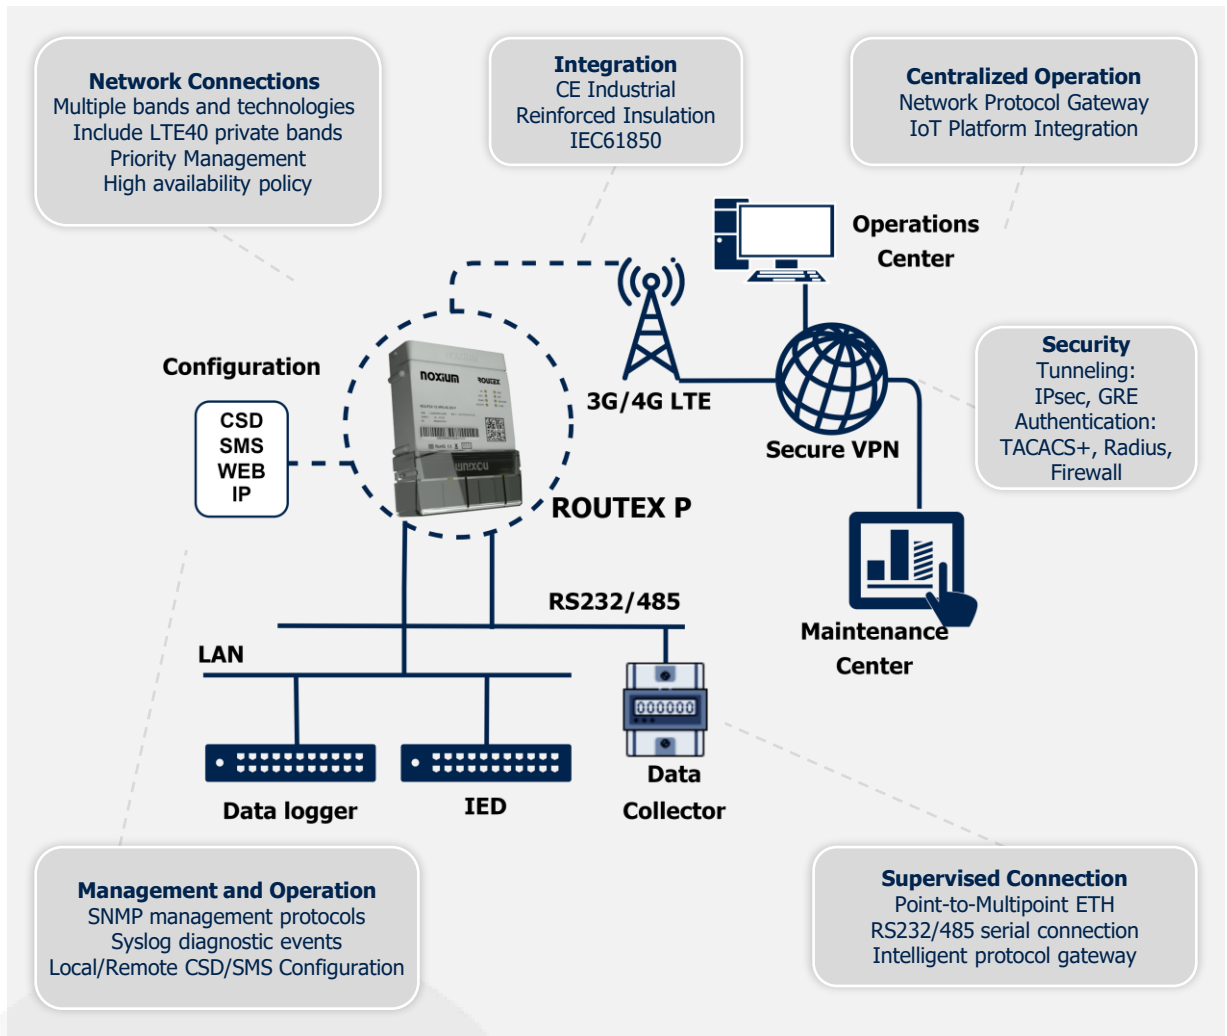 Network Connections
Multiple bands and technologies
Include LTE40 private bands
Priority Management
High availability policy
Integration
CE Industrial
Reinforced Insulation
IEC61850
Centralized Operation
Network Protocol Gateway
IoT Platform Integration
Operations
Center
Security
Tunneling:
IPsec, GRE
Authentication:
TACACS+, Radius,
Firewall
Configuration
CSD
SMS
WEB
IP
noxium
ROUTEX
3G/4G LTE
Secure VPN
ROUTEX P
RS232/485
LAN
Maintenance
Center
000000
Data logger
IED
Data
Collector
Management and Operation
SNMP management protocols
Syslog diagnostic events
Local/Remote CSD/SMS Configuration
Supervised Connection
Point-to-Multipoint ETH
RS232/485 serial connection
Intelligent protocol gateway